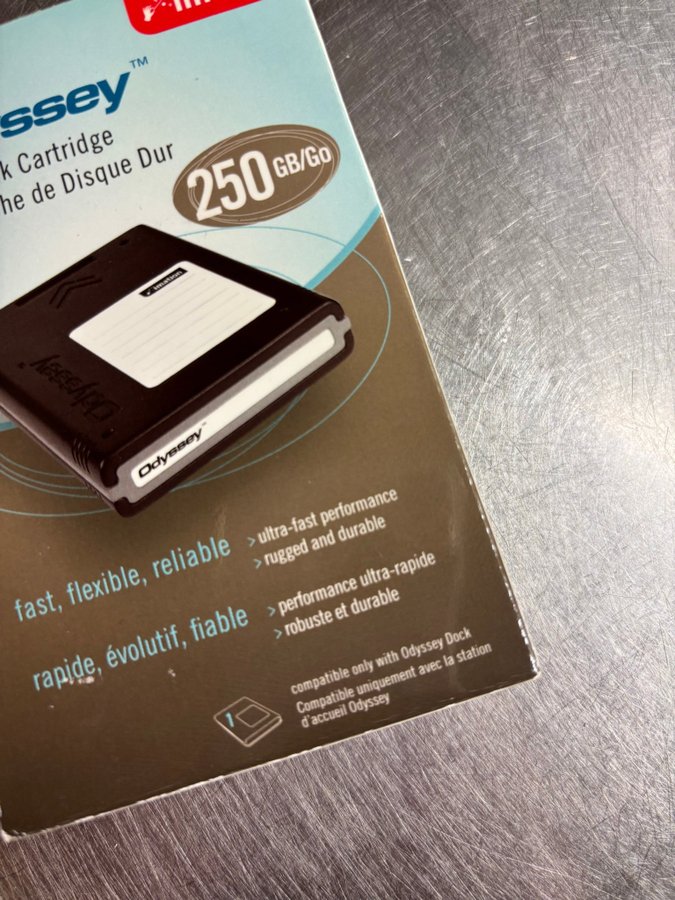 ssey™
k Cartridge
he de Disque Dur
250 GB/Go
imation
Odyssey
Odyssey™
fast, flexible, reliable
> ultra-fast performance
> rugged and durable
rapide, évolutif, fiable
> performance ultra-rapide
> robuste et durable
1
compatible only with Odyssey Dock
Compatible uniquement avec la station
d'accueil Odyssey